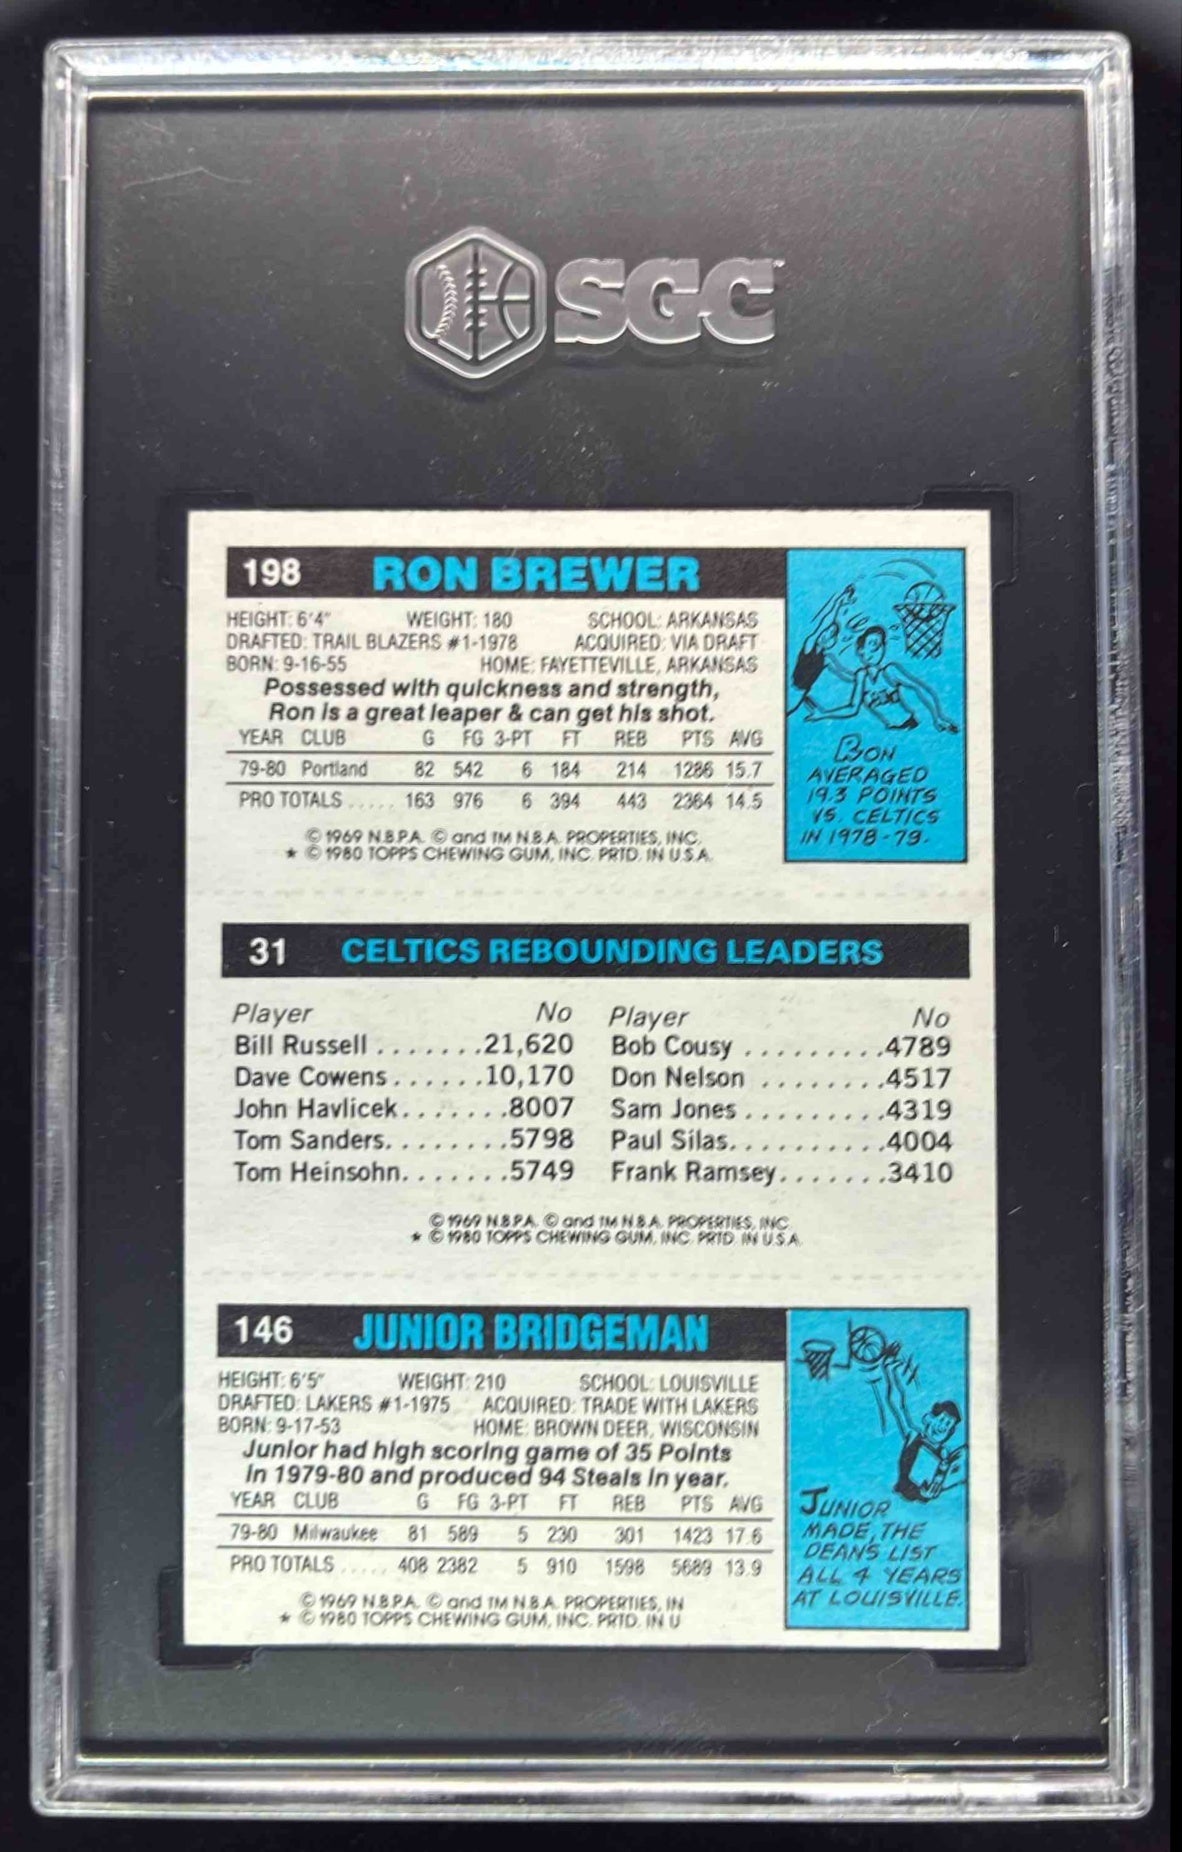 SGC
198 RON BREWER
HEIGHT: 6'4" WEIGHT: 180 SCHOOL: ARKANSAS
DRAFTED: TRAIL BLAZERS #1-1978 ACQUIRED: VIA DRAFT
BORN: 9-16-55 HOME: FAYETTEVILLE, ARKANSAS
Possessed with quickness and strength,
Ron is a great leaper & can get his shot.
YEAR CLUB G FG 3-PT FT REB PTS AVG
79-80 Portland 82 542 6 184 214 1286 15.7
PRO TOTALS ..... 163 976 6 394 443 2364 14.5
© 1969 N.B.P.A. © and TM N.B.A. PROPERTIES, INC.
★ © 1980 TOPPS CHEWING GUM, INC. PRTD. IN U.S.A.
RON
AVERAGED
19.3 POINTS
VS. CELTICS
IN 1978-79.
31 CELTICS REBOUNDING LEADERS
Player No Player No
Bill Russell .......21,620 Bob Cousy .........4789
Dave Cowens......10,170 Don Nelson ........4517
John Havlicek.......8007 Sam Jones .........4319
Tom Sanders........5798 Paul Silas..........4004
Tom Heinsohn.......5749 Frank Ramsey.......3410
© 1969 N.B.P.A. © and TM N.B.A. PROPERTIES, INC.
★ © 1980 TOPPS CHEWING GUM, INC. PRTD. IN U.S.A.
146 JUNIOR BRIDGEMAN
HEIGHT: 6'5" WEIGHT: 210 SCHOOL: LOUISVILLE
DRAFTED: LAKERS #1-1975 ACQUIRED: TRADE WITH LAKERS
BORN: 9-17-53 HOME: BROWN DEER, WISCONSIN
Junior had high scoring game of 35 Points
in 1979-80 and produced 94 Steals in year.
YEAR CLUB G FG 3-PT FT REB PTS AVG
79-80 Milwaukee 81 589 5 230 301 1423 17.6
PRO TOTALS ..... 408 2382 5 910 1598 5689 13.9
© 1969 N.B.P.A. © and TM N.B.A. PROPERTIES, IN
★ © 1980 TOPPS CHEWING GUM, INC. PRTD. IN U
JUNIOR
MADE THE
DEAN'S LIST
ALL 4 YEARS
AT LOUISVILLE.